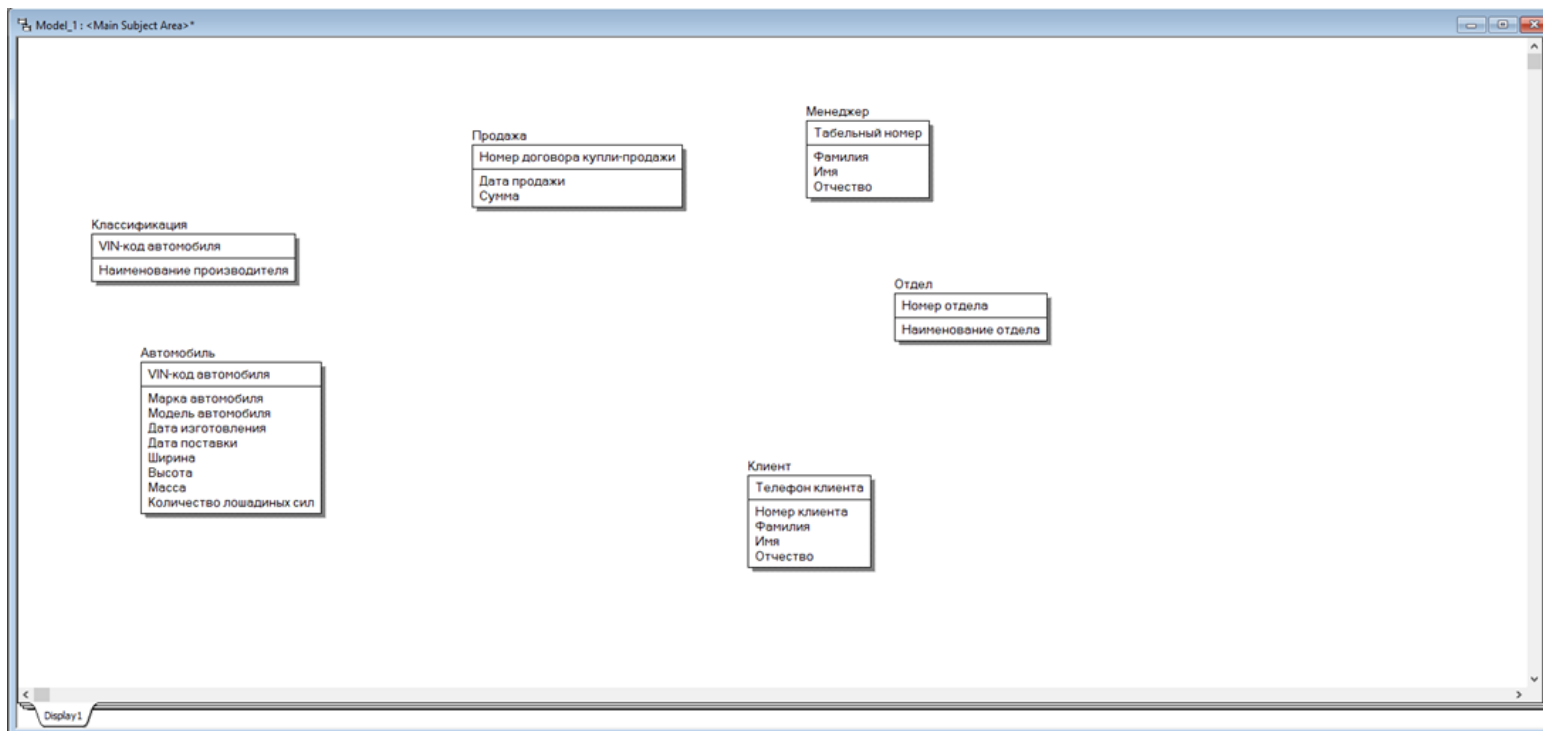 Model_1 : <Main Subject Area> *
Менеджер
Табельный номер
Фамилия
Имя
Отчество
Продажа
Номер договора купли-продажи
Дата продажи
Сумма
Классификация
VIN-код автомобиля
Наименование производителя
Отдел
Номер отдела
Наименование отдела
Автомобиль
VIN-код автомобиля
Марка автомобиля
Модель автомобиля
Дата изготовления
Дата поставки
Ширина
Высота
Масса
Количество лошадиных сил
Клиент
Телефон клиента
Номер клиента
Фамилия
Имя
Отчество
Display1